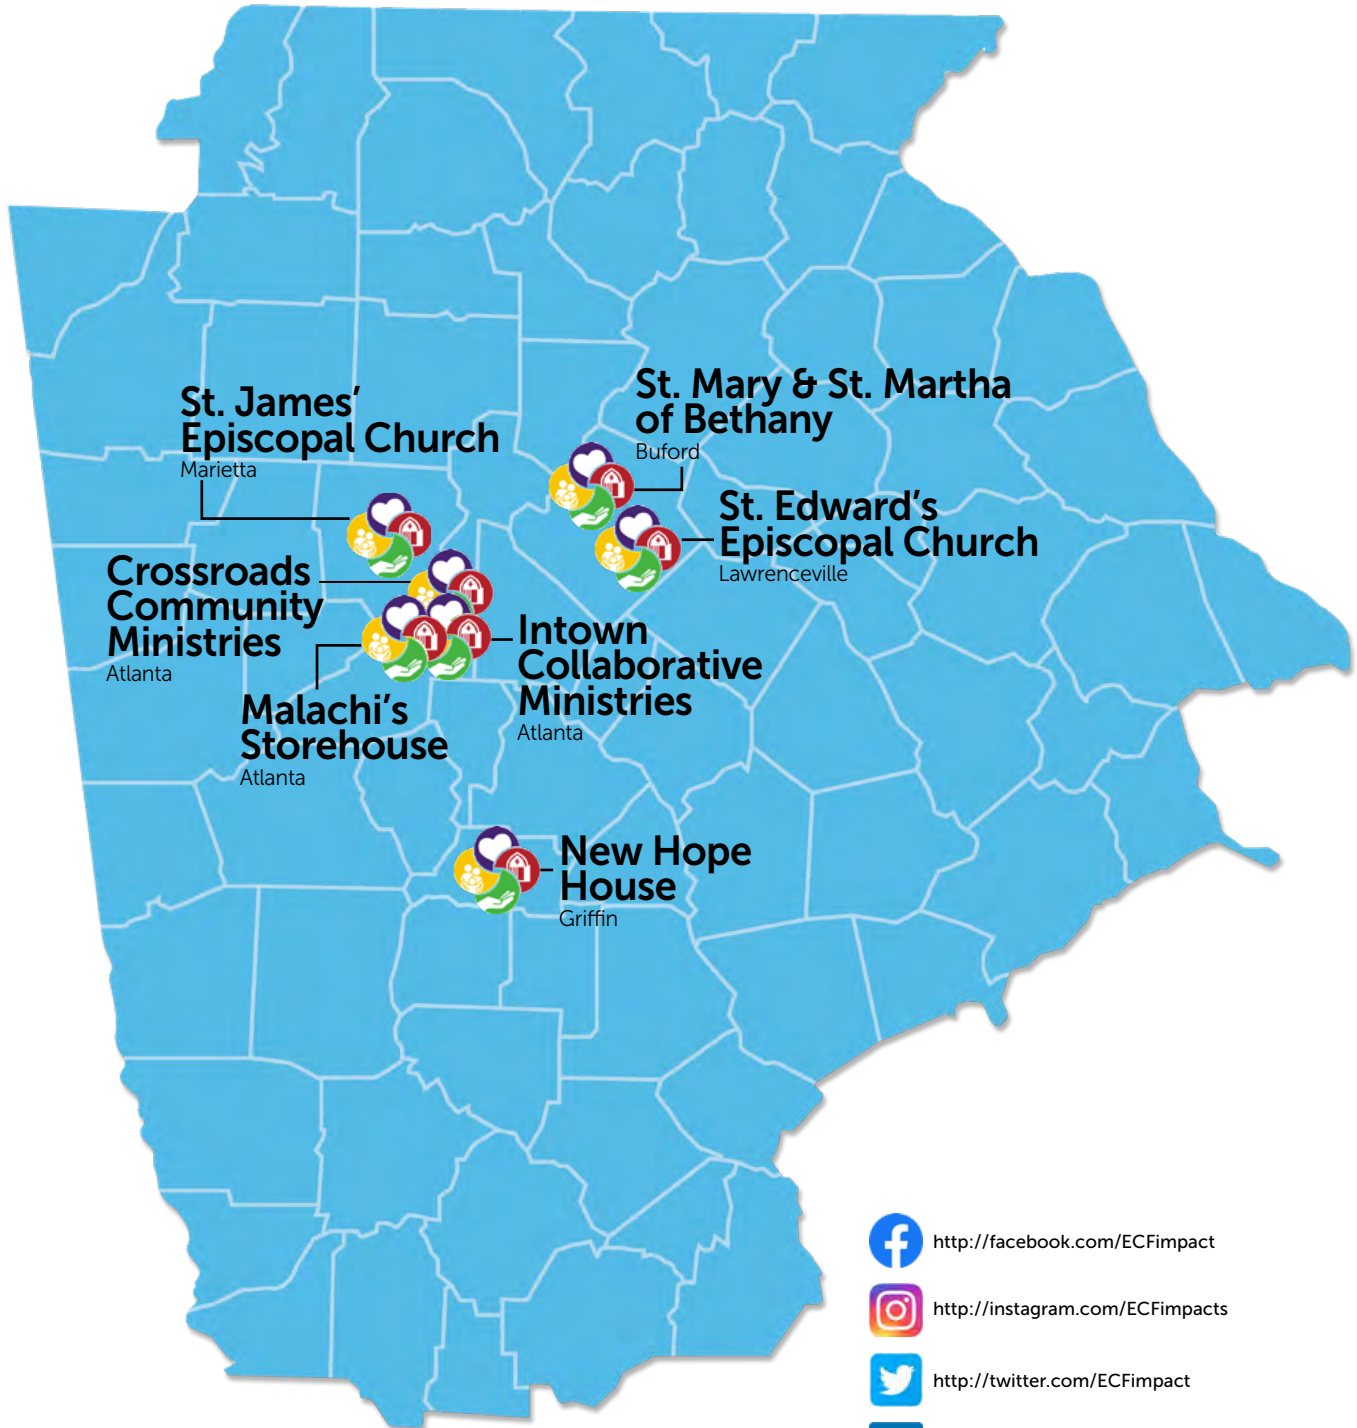 St. James'
Episcopal Church
Marietta
St. Mary & St. Martha
of Bethany
Buford
St. Edward's
Episcopal Church
Lawrenceville
Crossroads
Community
Ministries
Atlanta
Intown
Collaborative
Ministries
Atlanta
Malachi's
Storehouse
Atlanta
New Hope
House
Griffin
http://facebook.com/ECFimpact
http://instagram.com/ECFimpacts
http://twitter.com/ECFimpact